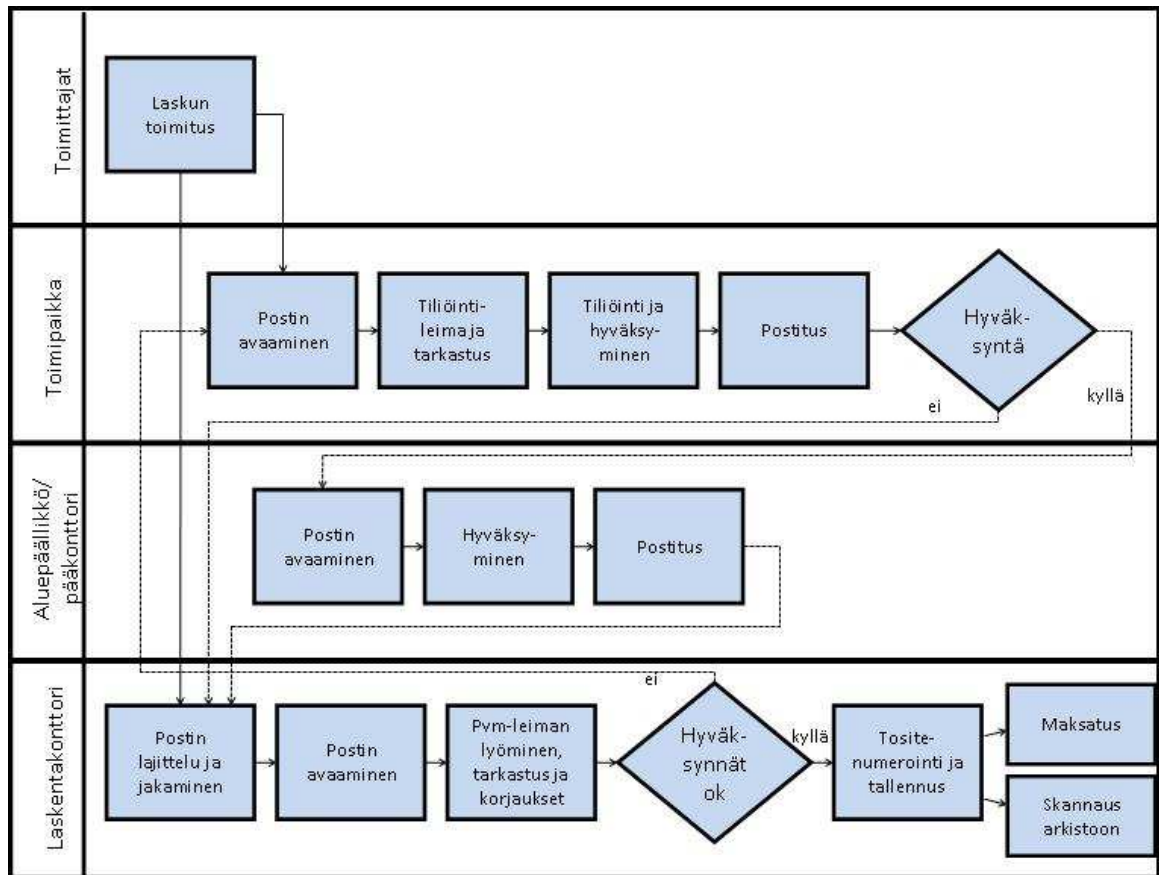 Toimittajat
Laskun
toimitus
Toimipaikka
Postin
avaaminen
Tiliöinti-
leima ja
tarkastus
Tiliöinti ja
hyväksy-
minen
Postitus
Hyväk-
syntä
ei
kyllä
Aluepäällikkö/
pääkonttori
Postin
avaaminen
Hyväksy-
minen
Postitus
Laskentakonttori
Postin
lajittelu ja
jakaminen
Postin
avaaminen
Pvm-leiman
lyöminen,
tarkastus ja
korjaukset
ei
Hyväk-
synnät
ok
kyllä
Tosite-
numerointi ja
tallennus
Maksatus
Skannaus
arkistoon